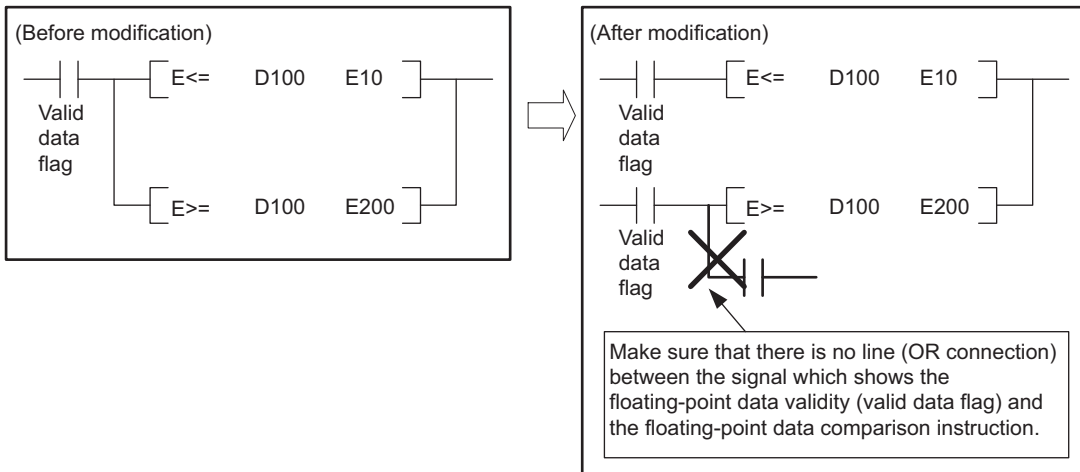 (Before modification)
E<= D100 E10
Valid
data
flag
E>= D100 E200
(After modification)
E<= D100 E10
Valid
data
flag
E>= D100 E200
Valid
data
flag
Make sure that there is no line (OR connection)
between the signal which shows the
floating-point data validity (valid data flag) and
the floating-point data comparison instruction.